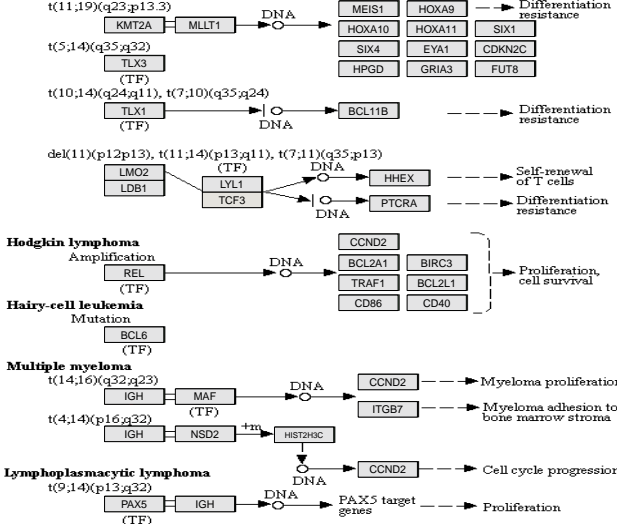 t(11;19)(q23;p13.3)
KMT2A MLLT1 DNA MEIS1 HOXA9 Differentiation
resistance
HOXA10 HOXA11 SIX1
t(5;14)(q35;q32)
TLX3 SIX4 EYA1 CDKN2C
(TF) HPGD GRIA3 FUT8
t(10;14)(q24;q11), t(7;10)(q35;q24)
TLX1 BCL11B Differentiation
(TF) DNA resistance
del(11)(p12p13), t(11;14)(p13;q11), t(7;11)(q35;p13)
(TF) DNA
LMO2 HHEX Self-renewal
LDB1 LYL1 of T cells
TCF3 PTCRA Differentiation
DNA resistance
Hodgkin lymphoma CCND2
Amplification DNA BCL2A1 BIRC3 Proliferation,
REL TRAF1 BCL2L1 cell survival
(TF) CD86 CD40
Hairy-cell leukemia
Mutation
BCL6
(TF)
Multiple myeloma
t(14;16)(q32;q23) DNA CCND2 Myeloma proliferation
IGH MAF
(TF) ITGB7 Myeloma adhesion to
t(4;14)(p16;q32) bone marrow stroma
IGH NSD2 +m HIST2H3C
CCND2 Cell cycle progression
DNA
Lymphoplasmacytic lymphoma
t(9;14)(p13;q32) DNA
PAX5 IGH PAX5 target Proliferation
(TF) genes